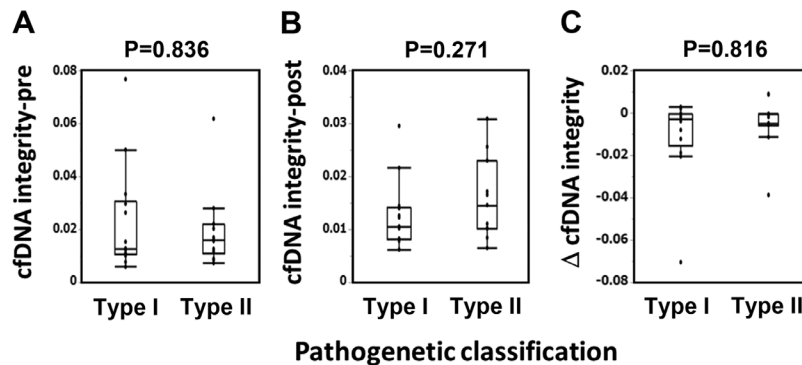 A
P=0.836
cfDNA integrity-pre
0.08
0.06
0.04
0.02
0
Type I Type II
B
P=0.271
cfDNA integrity-post
0.04
0.03
0.02
0.01
0
Type I Type II
C
P=0.816
Δ cfDNA integrity
0.02
0
-0.02
-0.04
-0.06
-0.08
Type I Type II
Pathogenetic classification